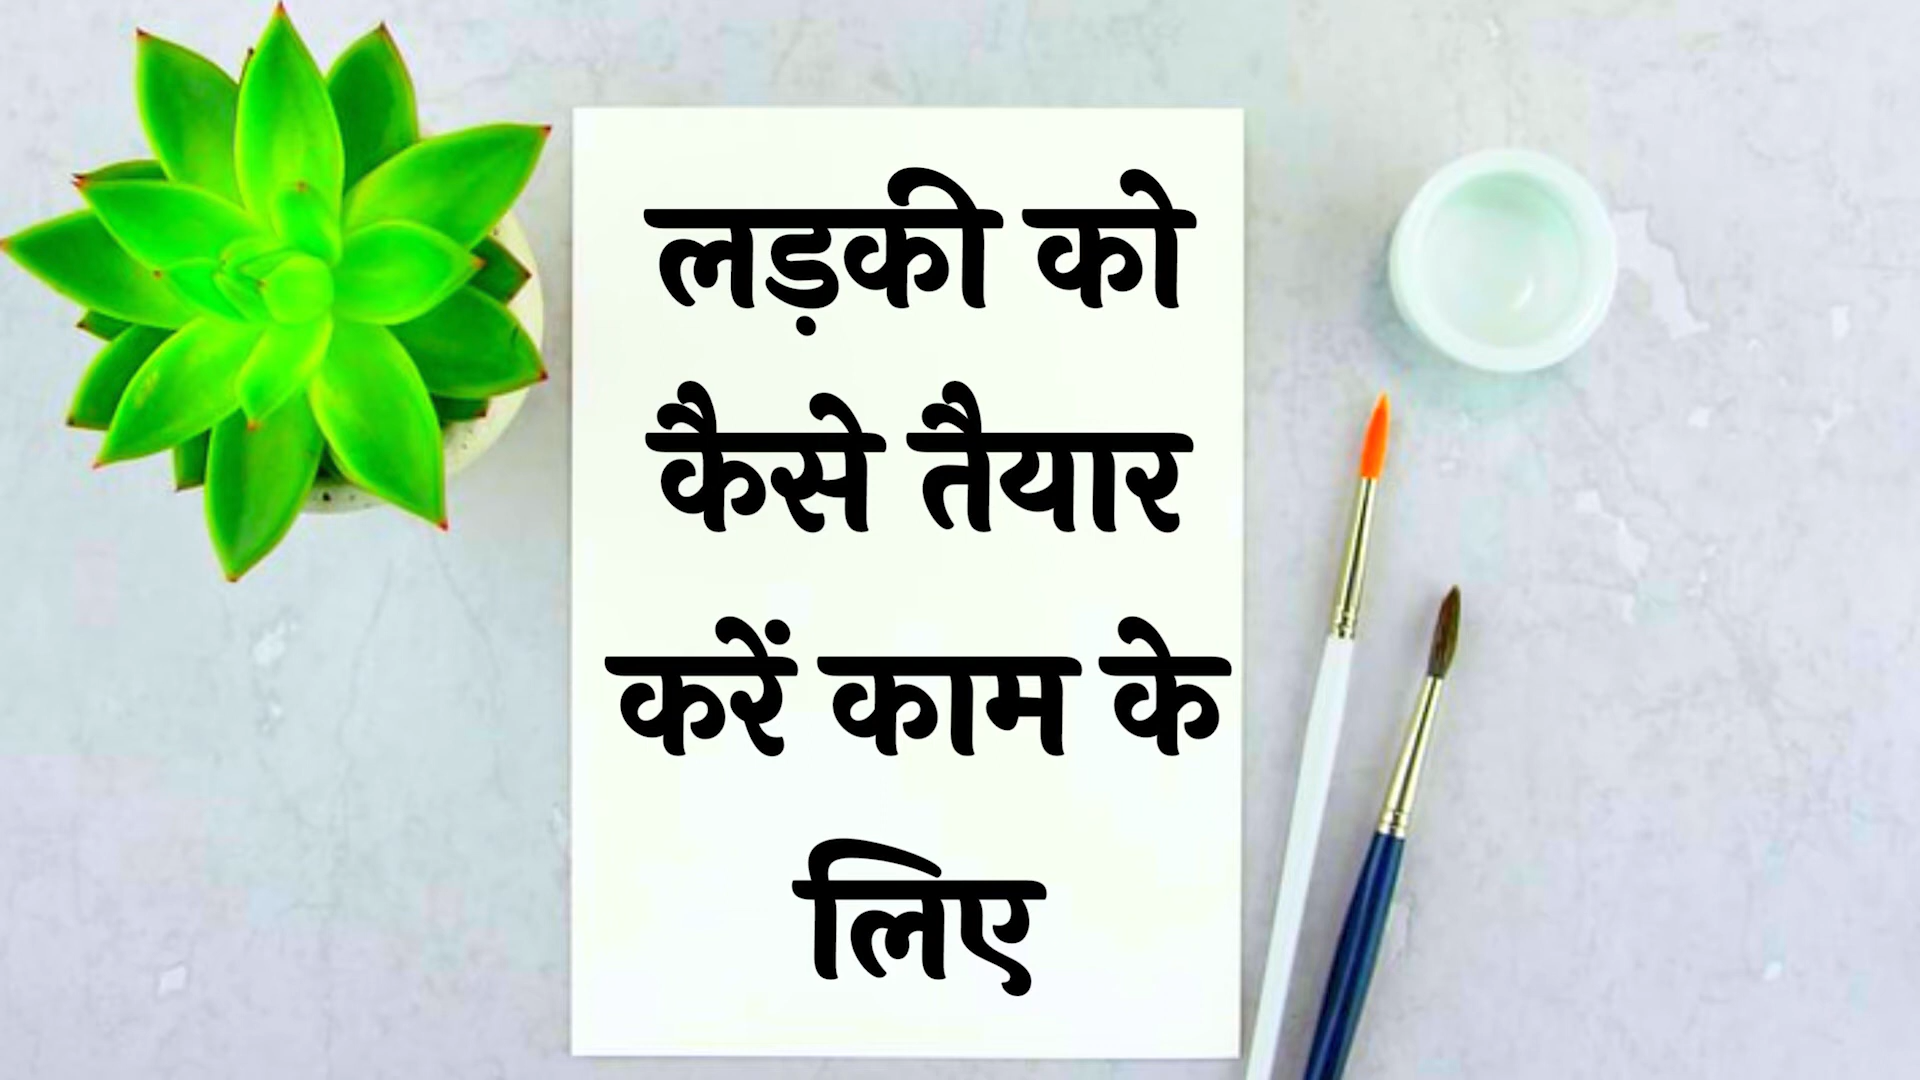 लड़की को
कैसे तैयार
करें काम के
लिए